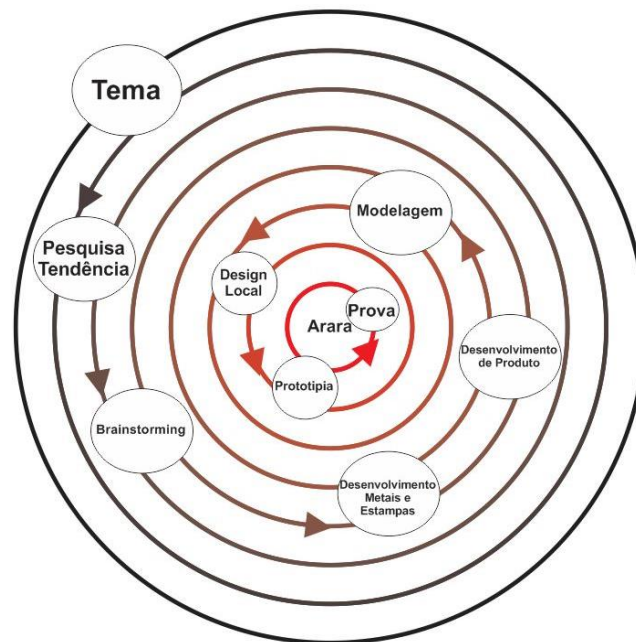 Tema
Pesquisa
Tendência
Brainstorming
Desenvolvimento
Metais e
Estampas
Desenvolvimento
de Produto
Modelagem
Design
Local
Prototipia
Prova
Arara